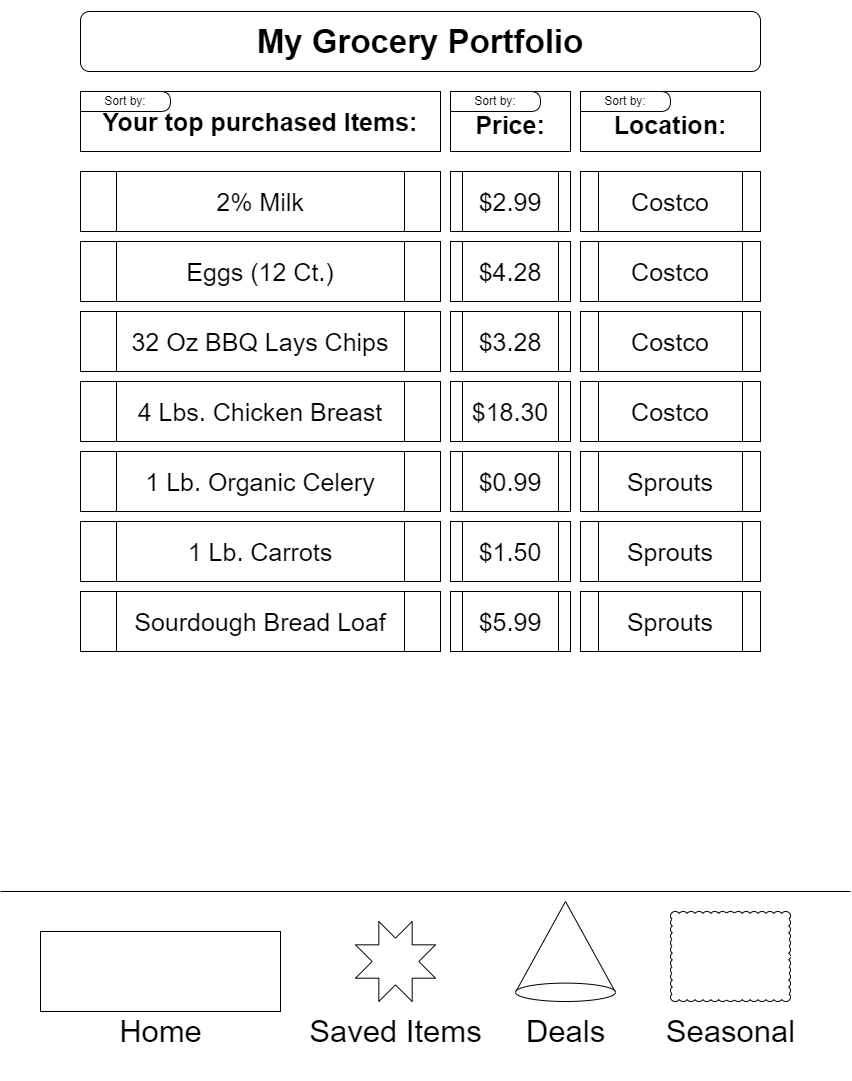 My Grocery Portfolio
Sort by: Sort by: Sort by:
Your top purchased Items: Price: Location:
2% Milk $2.99 Costco
Eggs (12 Ct.) $4.28 Costco
32 Oz BBQ Lays Chips $3.28 Costco
4 Lbs. Chicken Breast $18.30 Costco
1 Lb. Organic Celery $0.99 Sprouts
1 Lb. Carrots $1.50 Sprouts
Sourdough Bread Loaf $5.99 Sprouts
Home Saved Items Deals Seasonal